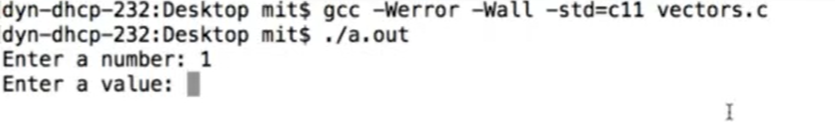 dyn-dhcp-232:Desktop mit$ gcc -Werror -Wall -std=c11 vectors.c
dyn-dhcp-232:Desktop mit$ ./a.out
Enter a number: 1
Enter a value: